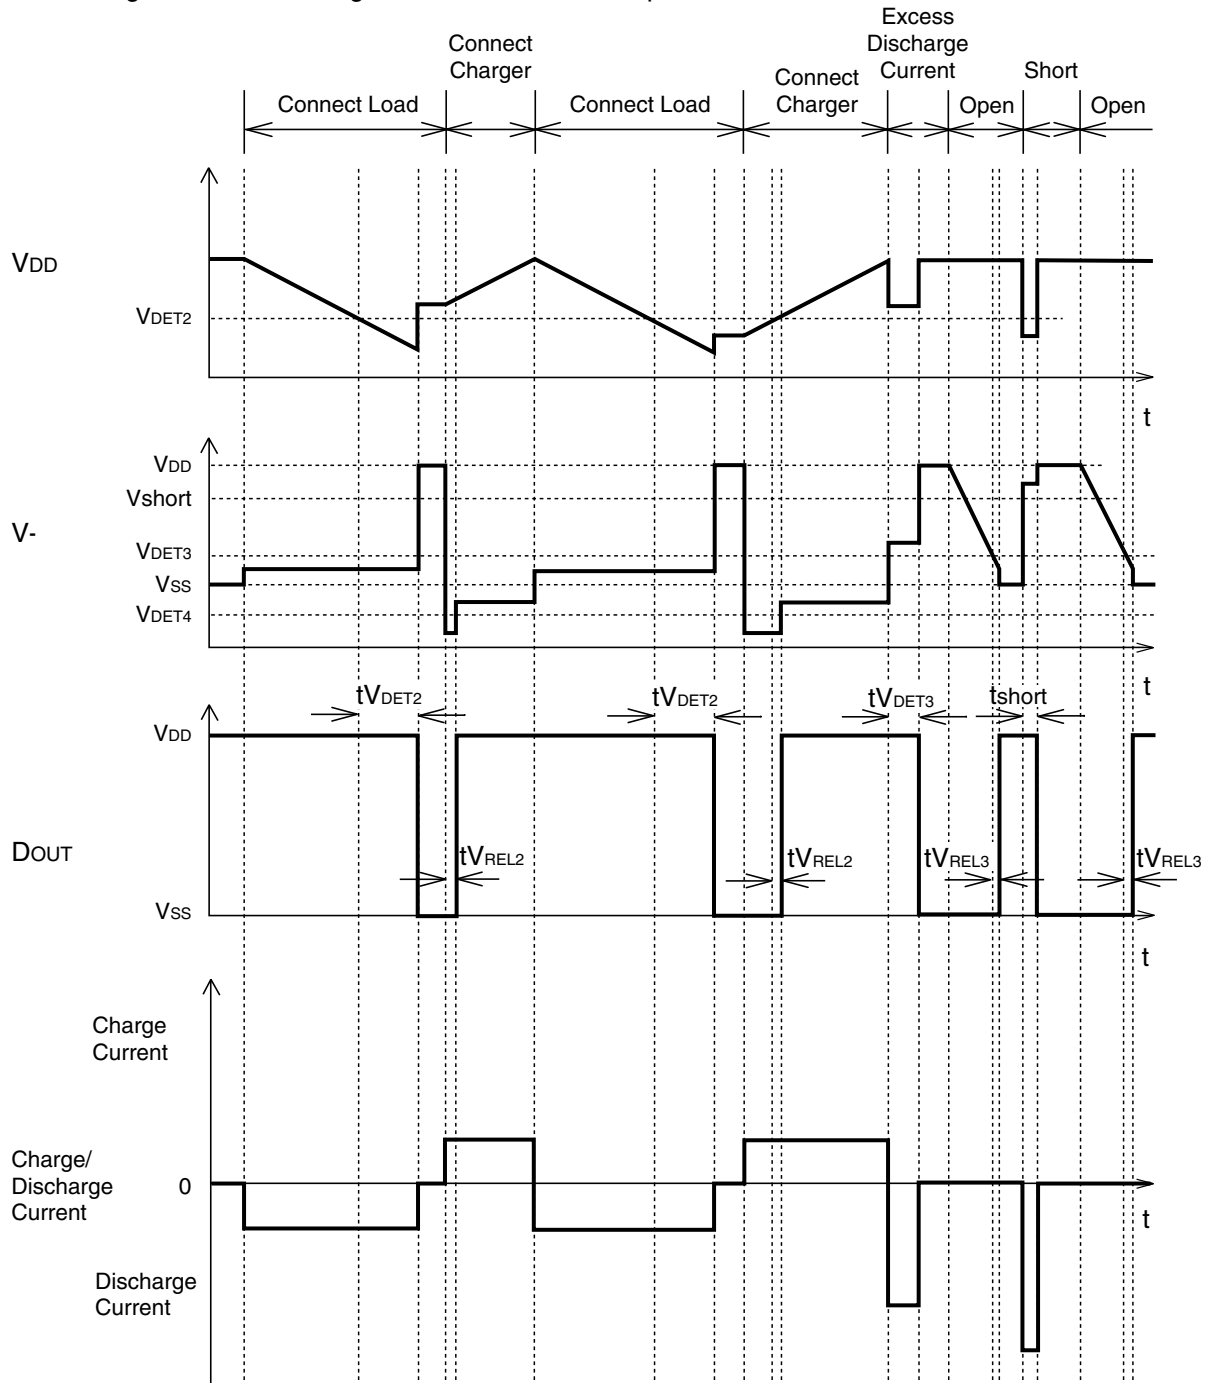 Excess
Connect Discharge
Charger Connect Current Short
Connect Load Connect Load Charger Open Open
VDD
VDET2
t
VDD
Vshort
V-
VDET3
VSS
VDET4
t
tVDET2 tVDET2 tVDET3 tshort
VDD
DOUT
tVREL2 tVREL2 tVREL3 tVREL3
VSS
t
Charge
Current
Charge/
Discharge 0
Current
t
Discharge
Current